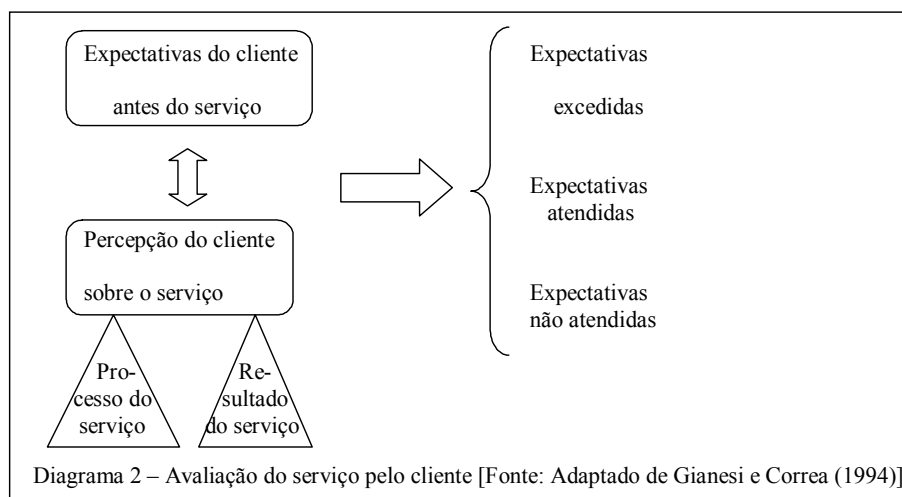 Expectativas do cliente
antes do serviço
Percepção do cliente
sobre o serviço
Pro-
cesso do
serviço
Re-
sultado
do serviço
Expectativas
excedidas
Expectativas
atendidas
Expectativas
não atendidas
Diagrama 2 – Avaliação do serviço pelo cliente [Fonte: Adaptado de Gianesi e Correa (1994)]